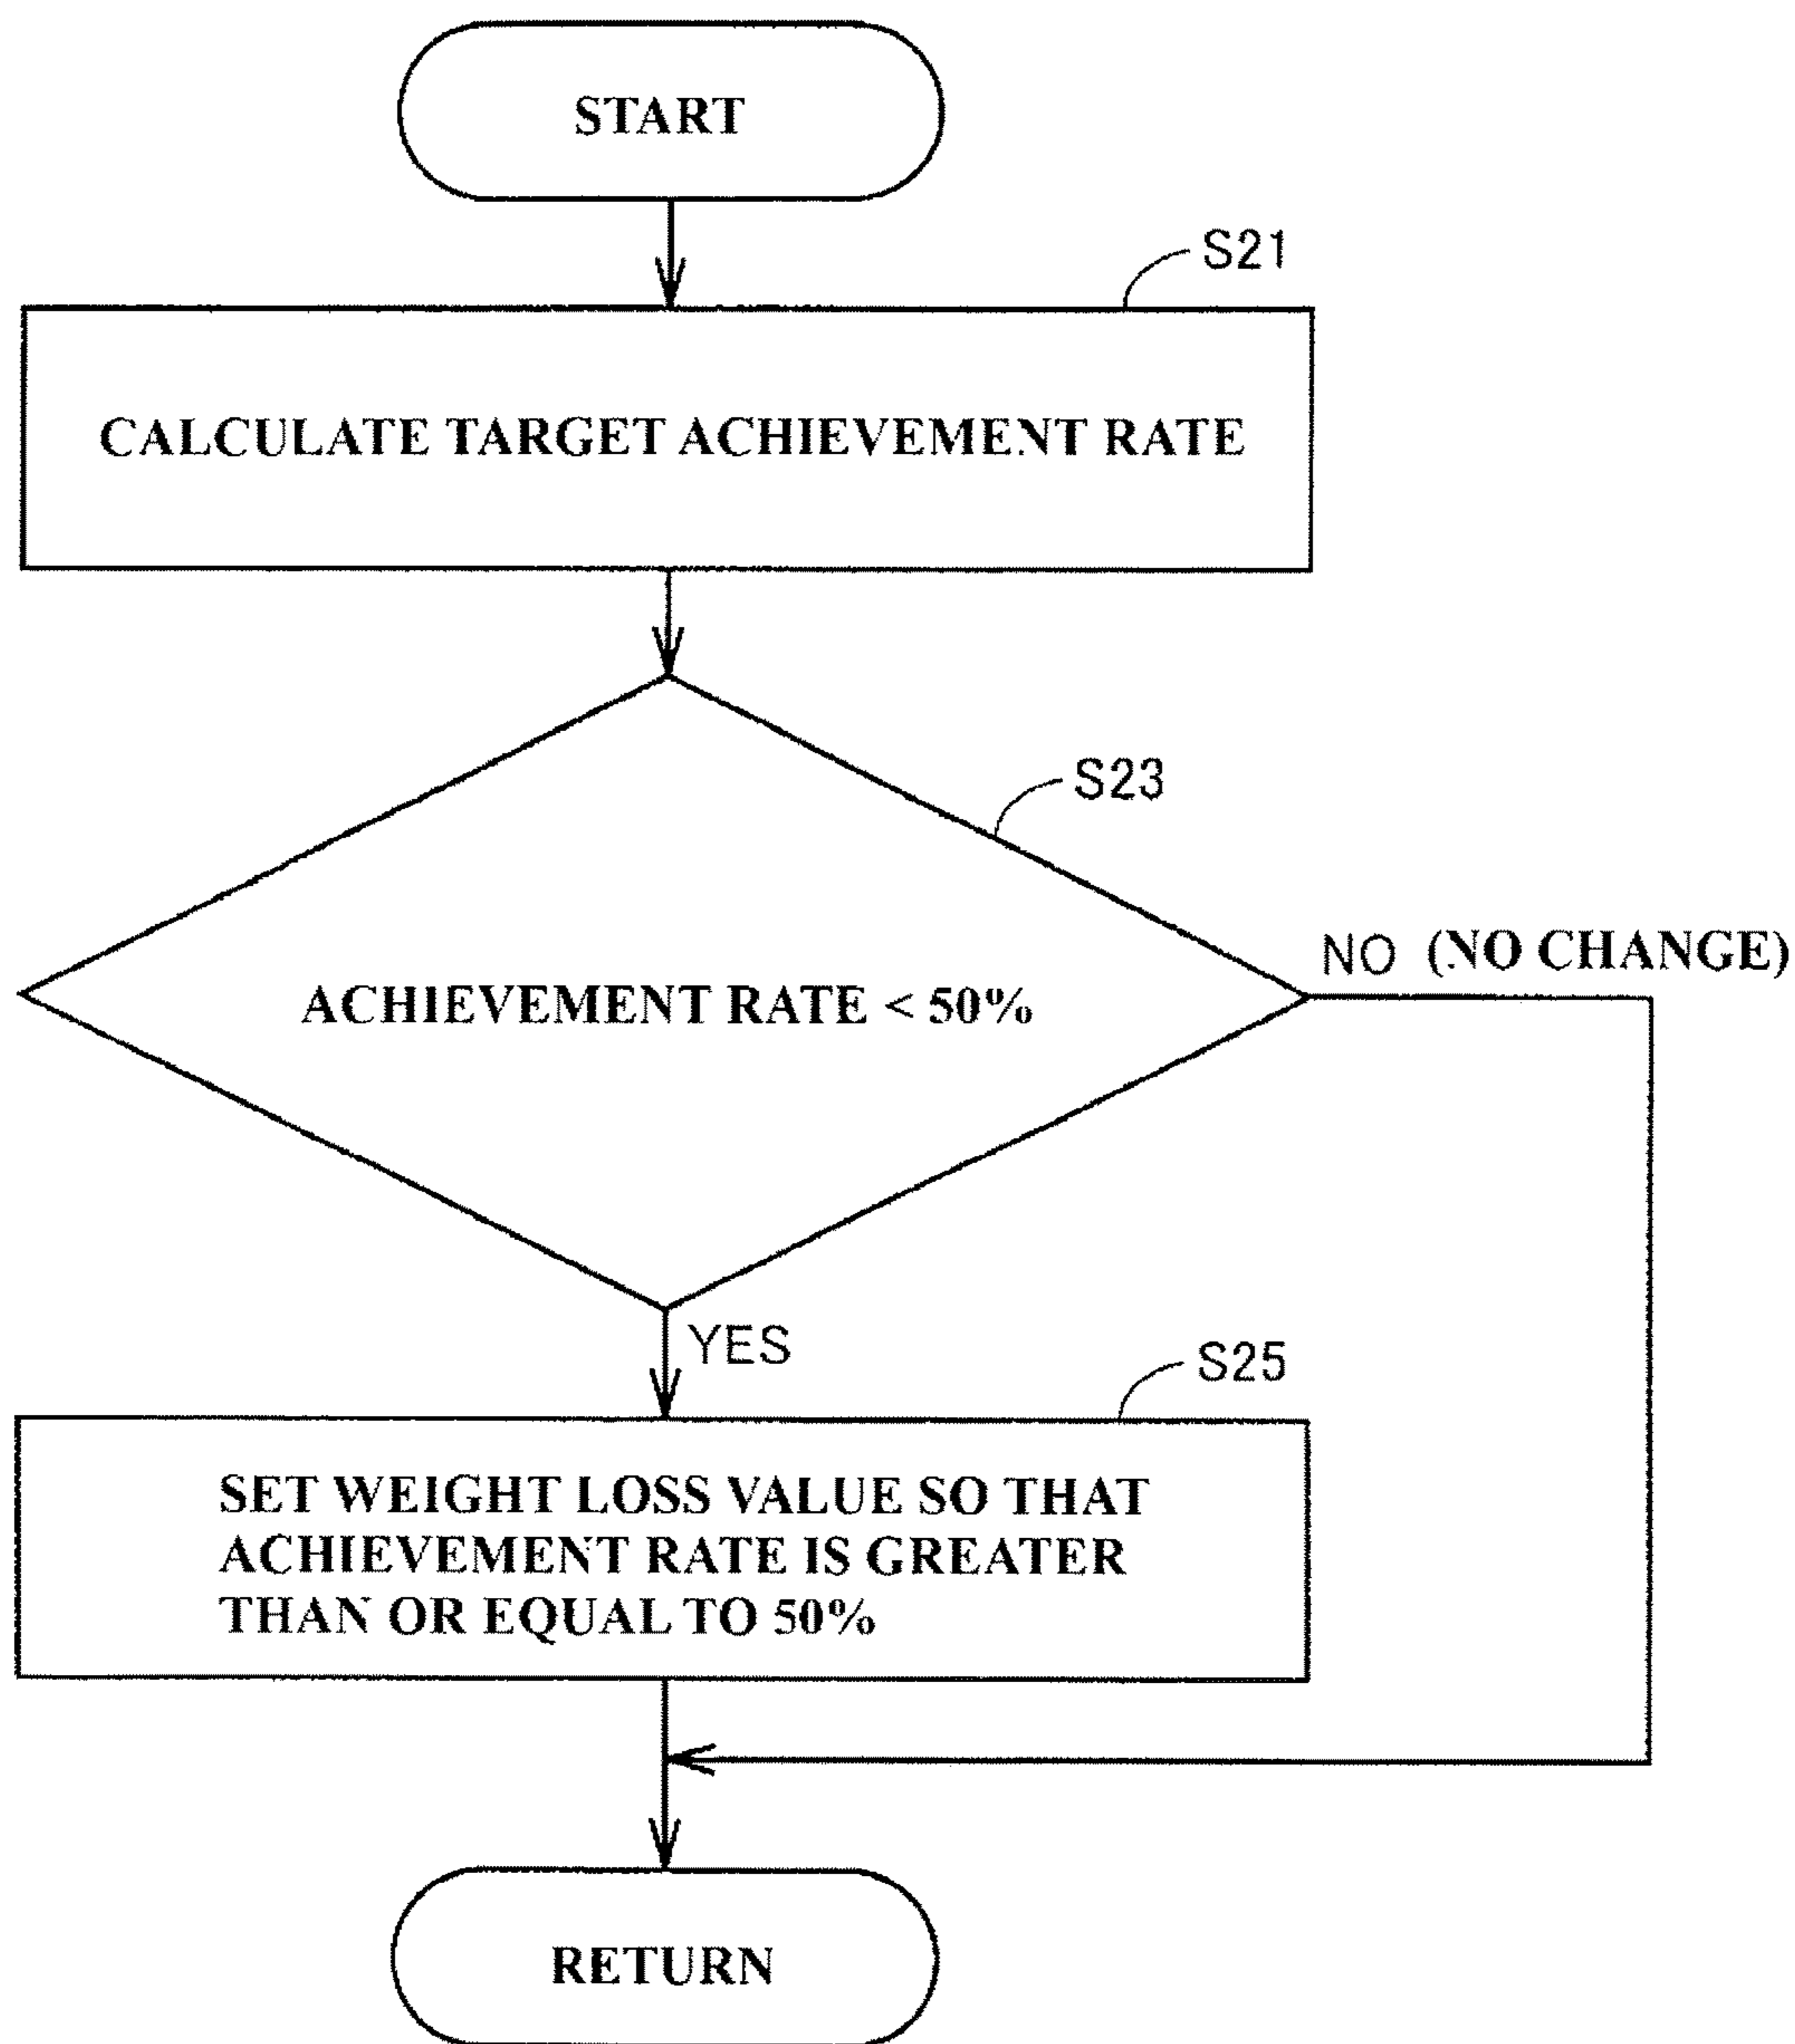 START
S21
CALCULATE TARGET ACHIEVEMENT RATE
S23
NO (NO CHANGE)
ACHIEVEMENT RATE < 50%
YES
S25
SET WEIGHT LOSS VALUE SO THAT
ACHIEVEMENT RATE IS GREATER
THAN OR EQUAL TO 50%
RETURN